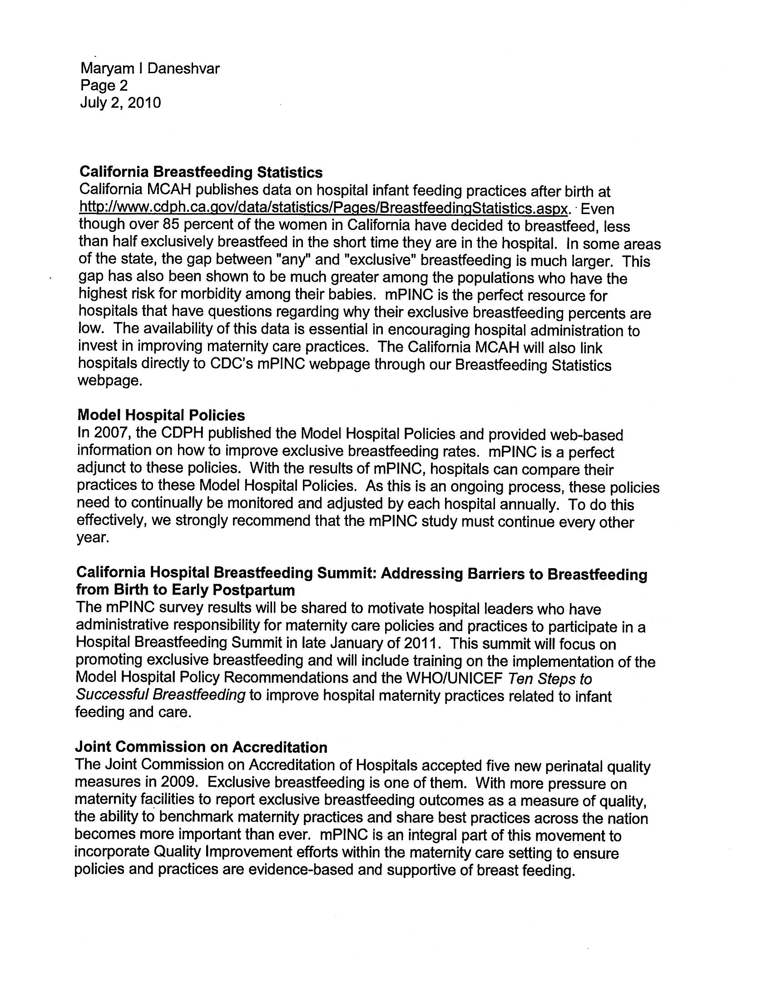 Maryam I Daneshvar
Page 2
July 2, 2010
California Breastfeeding Statistics
California MCAH publishes data on hospital infant feeding practices after birth at
http://www.cdph.ca.gov/data/statistics/Pages/BreastfeedingStatistics.aspx. Even
though over 85 percent of the women in California have decided to breastfeed, less
than half exclusively breastfeed in the short time they are in the hospital. In some areas
of the state, the gap between "any" and "exclusive" breastfeeding is much larger. This
gap has also been shown to be much greater among the populations who have the
highest risk for morbidity among their babies. mPINC is the perfect resource for
hospitals that have questions regarding why their exclusive breastfeeding percents are
low. The availability of this data is essential in encouraging hospital administration to
invest in improving maternity care practices. The California MCAH will also link
hospitals directly to CDC's mPINC webpage through our Breastfeeding Statistics
webpage.
Model Hospital Policies
In 2007, the CDPH published the Model Hospital Policies and provided web-based
information on how to improve exclusive breastfeeding rates. mPINC is a perfect
adjunct to these policies. With the results of mPINC, hospitals can compare their
practices to these Model Hospital Policies. As this is an ongoing process, these policies
need to continually be monitored and adjusted by each hospital annually. To do this
effectively, we strongly recommend that the mPINC study must continue every other
year.
California Hospital Breastfeeding Summit: Addressing Barriers to Breastfeeding
from Birth to Early Postpartum
The mPINC survey results will be shared to motivate hospital leaders who have
administrative responsibility for maternity care policies and practices to participate in a
Hospital Breastfeeding Summit in late January of 2011. This summit will focus on
promoting exclusive breastfeeding and will include training on the implementation of the
Model Hospital Policy Recommendations and the WHO/UNICEF Ten Steps to
Successful Breastfeeding to improve hospital maternity practices related to infant
feeding and care.
Joint Commission on Accreditation
The Joint Commission on Accreditation of Hospitals accepted five new perinatal quality
measures in 2009. Exclusive breastfeeding is one of them. With more pressure on
maternity facilities to report exclusive breastfeeding outcomes as a measure of quality,
the ability to benchmark maternity practices and share best practices across the nation
becomes more important than ever. mPINC is an integral part of this movement to
incorporate Quality Improvement efforts within the maternity care setting to ensure
policies and practices are evidence-based and supportive of breast feeding.